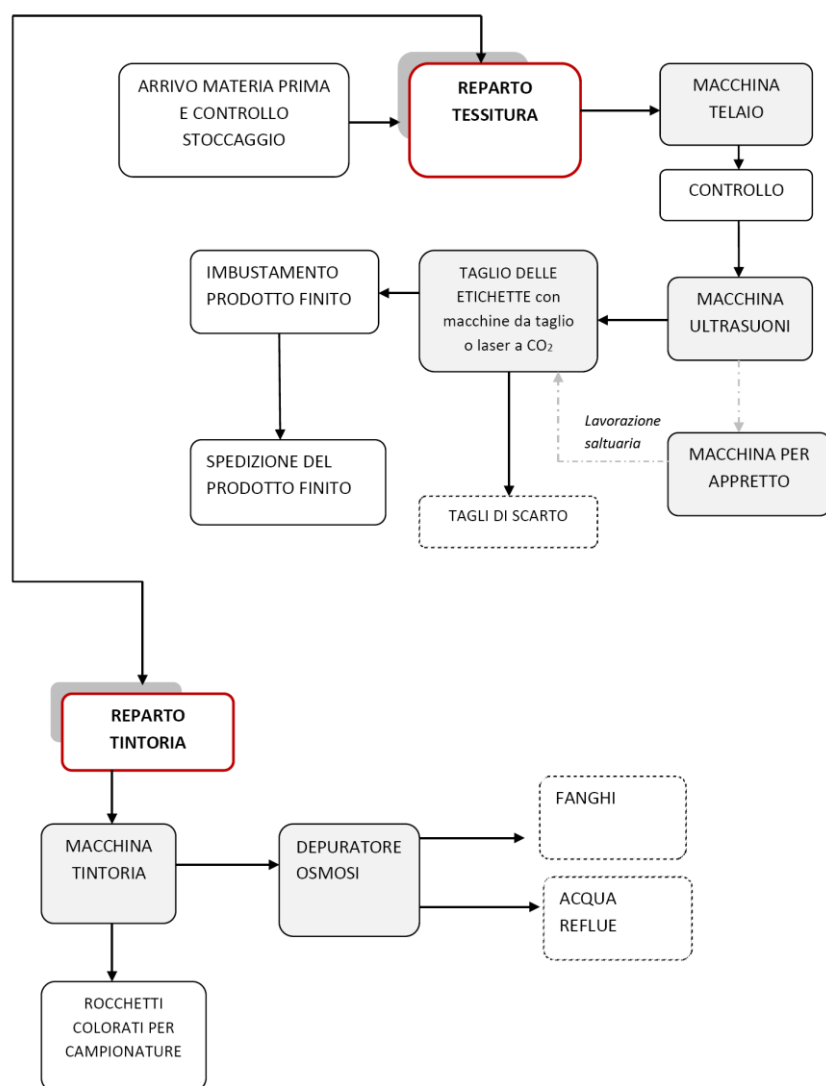 ARRIVO MATERIA PRIMA
E CONTROLLO
STOCCAGGIO
REPARTO
TESSITURA
MACCHINA
TELAIO
CONTROLLO
IMBUSTAMENTO
PRODOTTO FINITO
TAGLIO DELLE
ETICHETTE con
macchine da taglio
o laser a CO₂
MACCHINA
ULTRASUONI
Lavorazione
saltuaria
SPEDIZIONE DEL
PRODOTTO FINITO
MACCHINA PER
APPRETTO
TAGLI DI SCARTO
REPARTO
TINTORIA
FANGHI
MACCHINA
TINTORIA
DEPURATORE
OSMOSI
ACQUA
REFLUE
ROCCHETTI
COLORATI PER
CAMPIONATURE